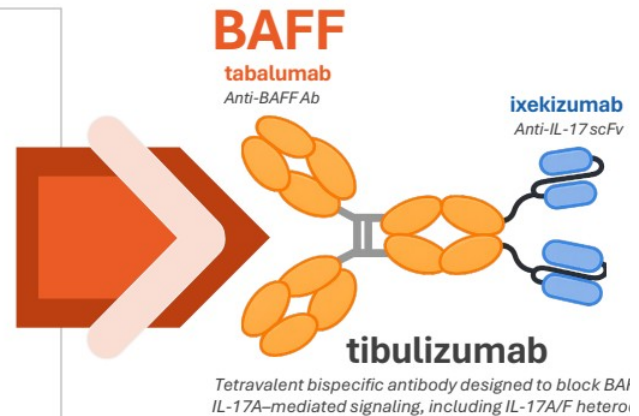 BAFF
tabalumab
Anti-BAFF Ab
ixekizumab
Anti-IL-17 scFv
tibulizumab
Tetravalent bispecific antibody designed to block
IL-17A–mediated signaling, including IL-17A/F